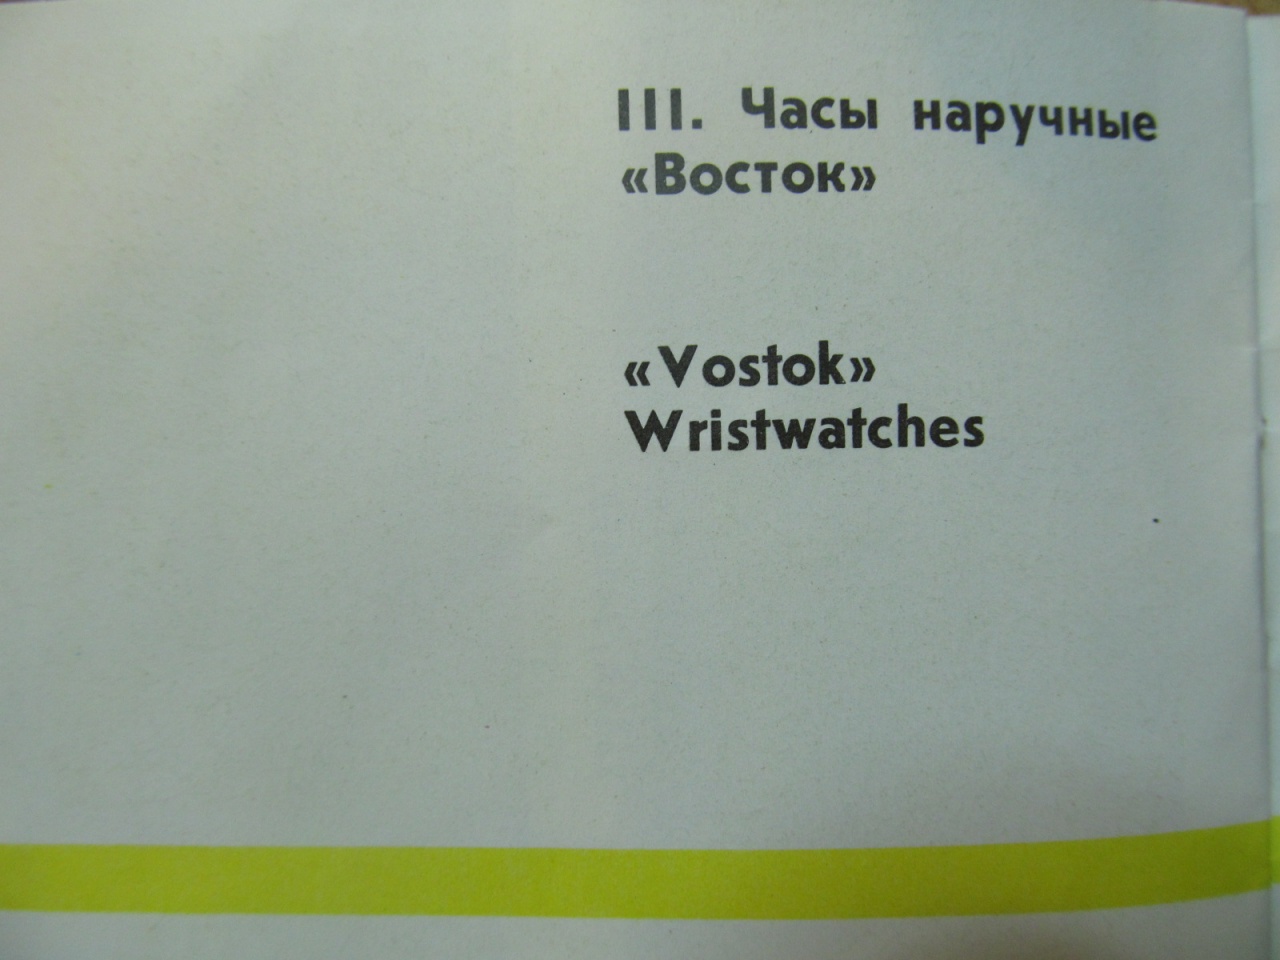 III. Часы наручные
«Восток»
«Vostok»
Wristwatches